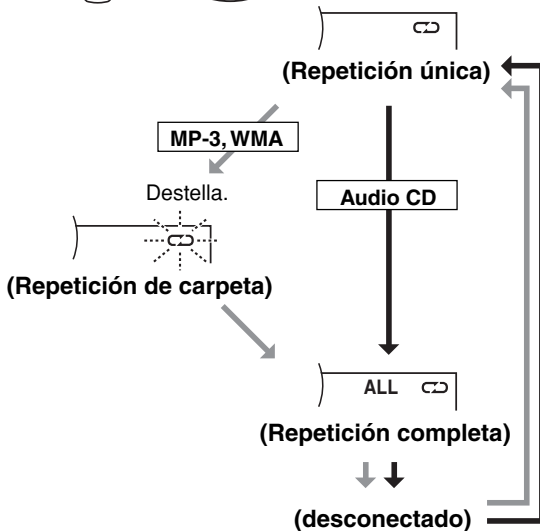 (Repetición única)
MP-3, WMA
Destella.
Audio CD
(Repetición de carpeta)
ALL
(Repetición completa)
(desconectado)